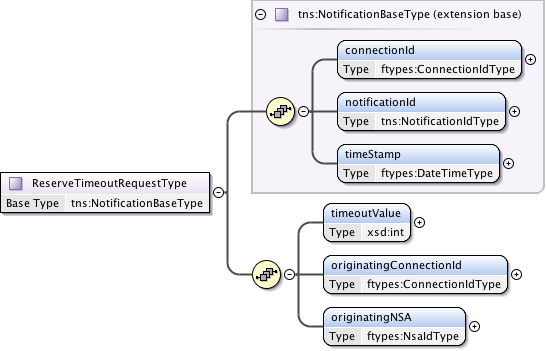 tns:NotificationBaseType (extension base)
connectionId
Type ftypes:ConnectionIdType
notificationId
Type tns:NotificationIdType
timeStamp
Type ftypes:DateTimeType
ReserveTimeoutRequestType
Base Type tns:NotificationBaseType
timeoutValue
Type xsd:int
originatingConnectionId
Type ftypes:ConnectionIdType
originatingNSA
Type ftypes:NsaIdType